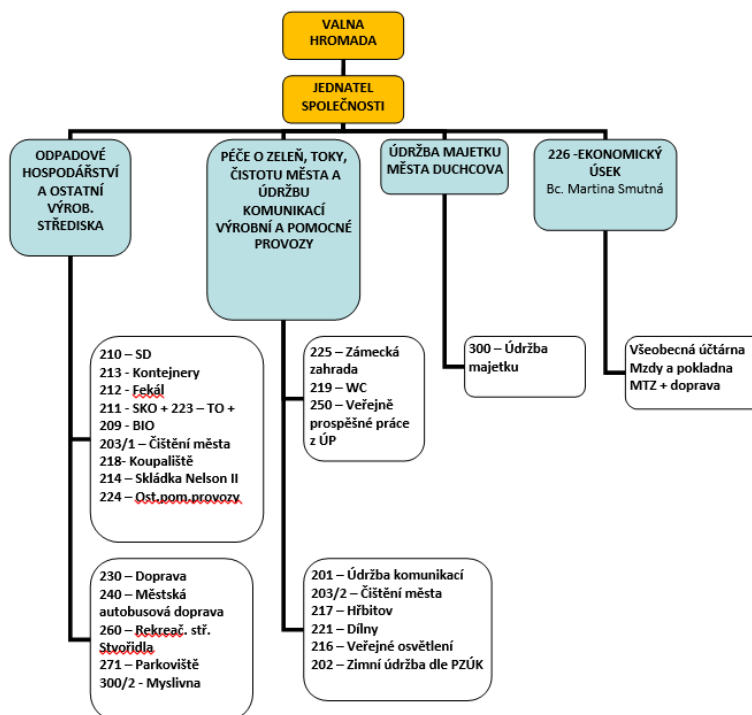 VALNA
HROMADA
JEDNATEL
SPOLEČNOSTI
ODPADOVÉ
HOSPODÁŘSTVÍ
A OSTATNÍ
VÝROB.
STŘEDISKA
PÉČE O ZELEŇ, TOKY,
ČISTOTU MĚSTA A
ÚDRŽBU
KOMUNIKACÍ
VÝROBNÍ A POMOCNÉ
PROVOZY
ÚDRŽBA MAJETKU
MĚSTA DUCHCOVA
226 -EKONOMICKÝ
ÚSEK
Bc. Martina Smutná
210 – SD
213 - Kontejnery
212 - Fekál
211 - SKO + 223 – TO +
209 - BIO
203/1 – Čištění města
218- Koupaliště
214 – Skládka Nelson II
224 – Ost.pom.provozy
225 – Zámecká
zahrada
219 – WC
250 – Veřejně
prospěšné práce
z ÚP
300 – Údržba
majetku
Všeobecná účtárna
Mzdy a pokladna
MTZ + doprava
230 – Doprava
240 – Městská
autobusová doprava
260 – Rekreač. stř.
Stvořidla
271 – Parkoviště
300/2 - Myslivna
201 – Údržba komunikací
203/2 – Čištění města
217 – Hřbitov
221 – Dílny
216 – Veřejné osvětlení
202 – Zimní údržba dle PZÚK